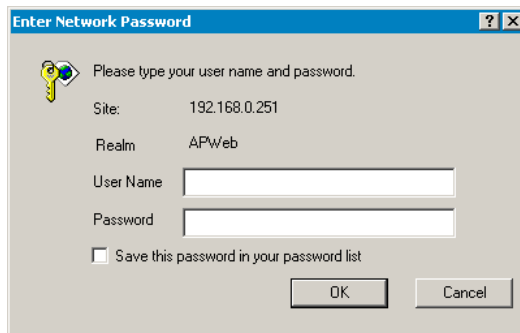 Enter Network Password
Please type your user name and password.
Site: 192.168.0.251
Realm APWeb
User Name
Password
Save this password in your password list
OK Cancel